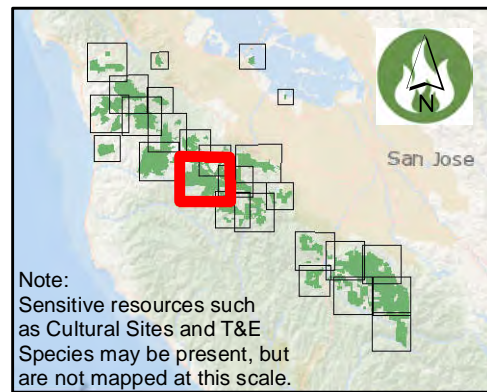 N
San Jose
Note:
Sensitive resources such
as Cultural Sites and T&E
Species may be present, but
are not mapped at this scale.